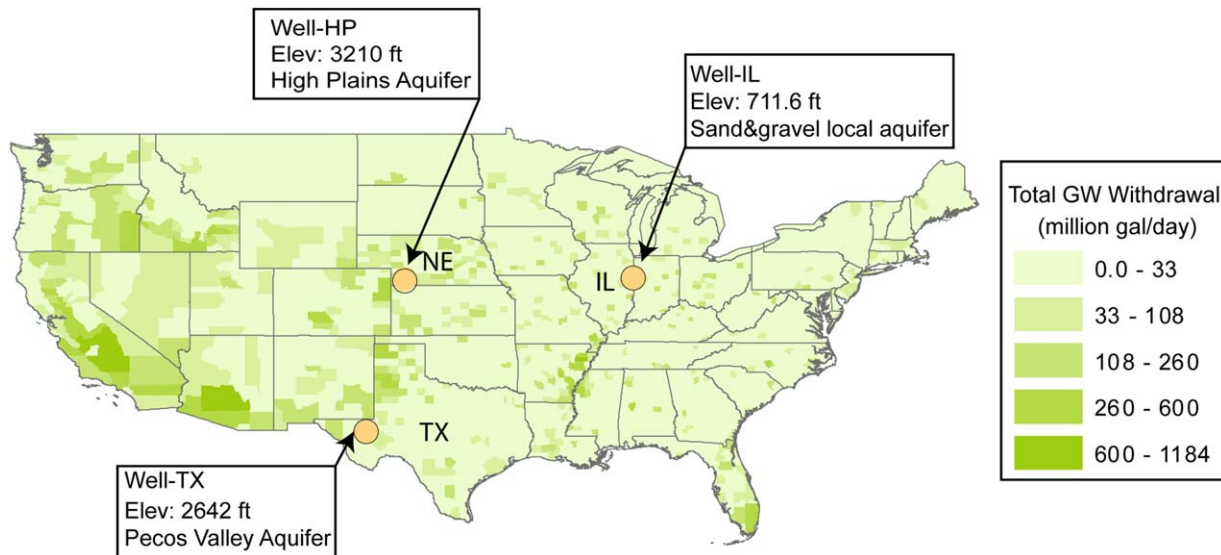 Well-HP
Elev: 3210 ft
High Plains Aquifer
Well-IL
Elev: 711.6 ft
Sand&gravel local aquifer
NE
IL
TX
Well-TX
Elev: 2642 ft
Pecos Valley Aquifer
Total GW Withdrawal
(million gal/day)
0.0 - 33
33 - 108
108 - 260
260 - 600
600 - 1184